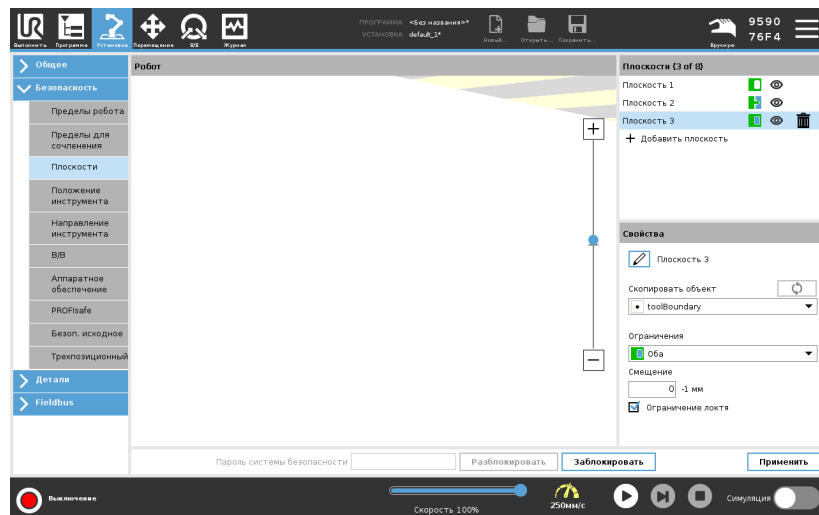 ПРОГРАММА <Без названия>*
УСТАНОВКА default_1*
UR
Выполнить Программа Установка Перемещение В/В Журнал
Новый... Открыть... Сохранить...
Вручную
9590
76F4
Общее
Безопасность
Пределы робота
Пределы для
сочленения
Плоскости
Положение
инструмента
Направление
инструмента
В/В
Аппаратное
обеспечение
PROFIsafe
Безоп. исходное
Трехпозиционный
Детали
Fieldbus
Робот
Плоскости (3 of 8)
Плоскость 1
Плоскость 2
Плоскость 3
+ Добавить плоскость
Свойства
Плоскость 3
Скопировать объект
toolBoundary
Ограничения
Оба
Смещение
0 -1 мм
Ограничение локтя
Пароль системы безопасности Разблокировать Заблокировать Применить
Выключение
Скорость 100%
250мм/с
Симуляция